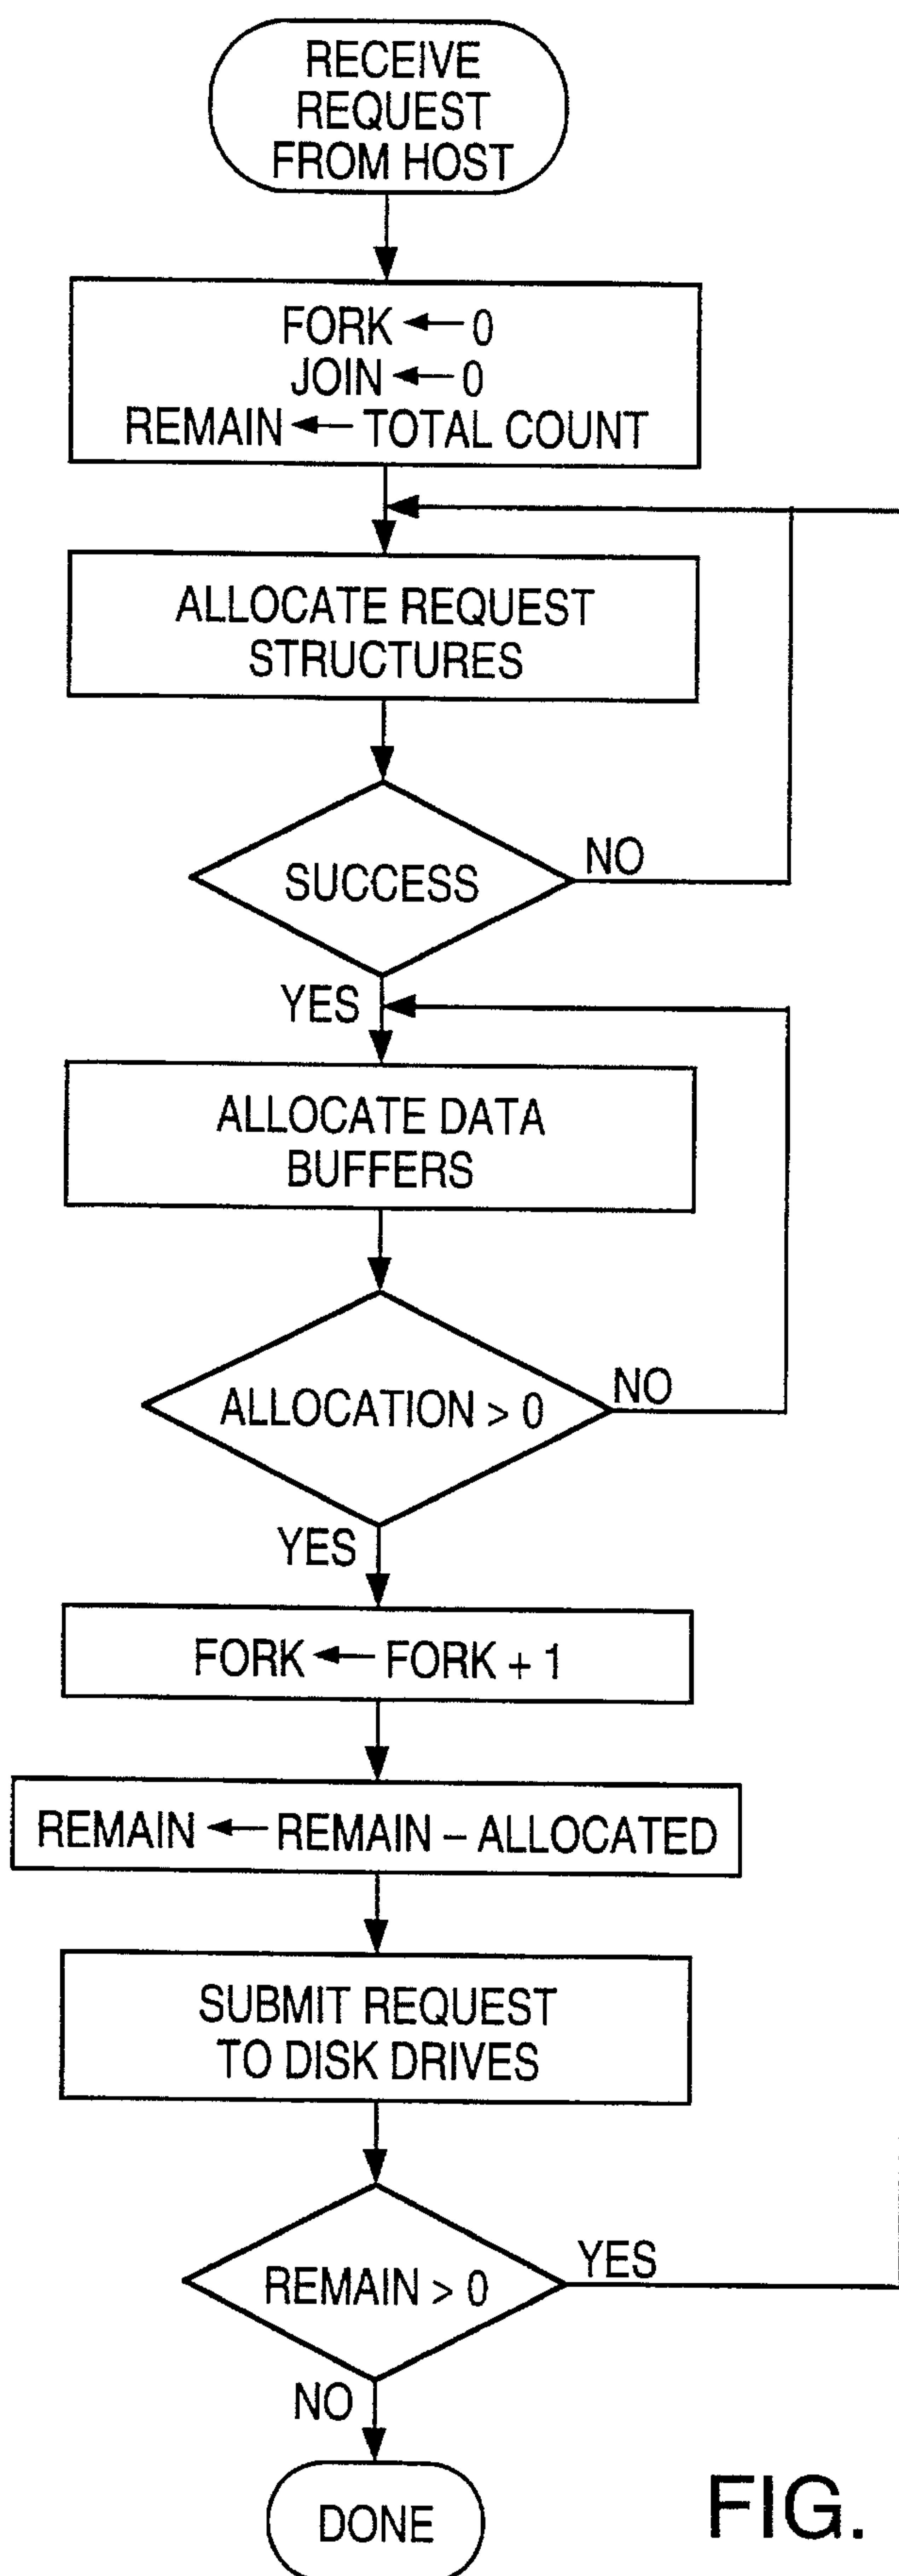 RECEIVE
REQUEST
FROM HOST
FORK ← 0
JOIN ← 0
REMAIN ← TOTAL COUNT
ALLOCATE REQUEST
STRUCTURES
SUCCESS
NO
YES
ALLOCATE DATA
BUFFERS
ALLOCATION > 0
NO
YES
FORK ← FORK + 1
REMAIN ← REMAIN – ALLOCATED
SUBMIT REQUEST
TO DISK DRIVES
REMAIN > 0
YES
NO
DONE
FIG.